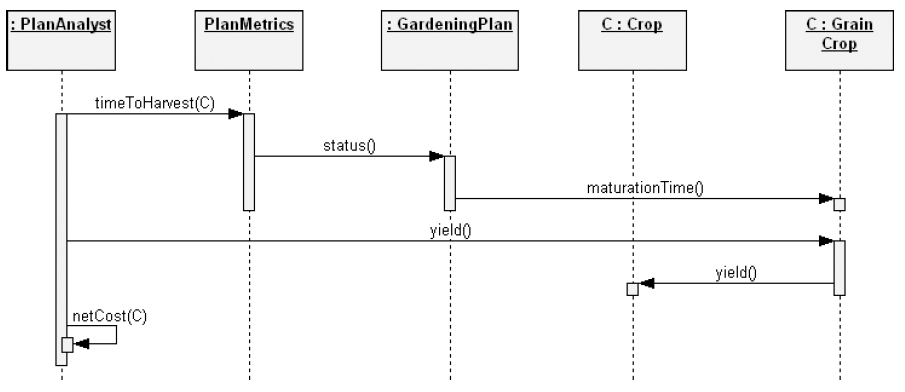 : PlanAnalyst
PlanMetrics
: GardeningPlan
C : Crop
C : Grain
Crop
timeToHarvest(C)
status()
maturationTime()
yield()
yield()
netCost(C)